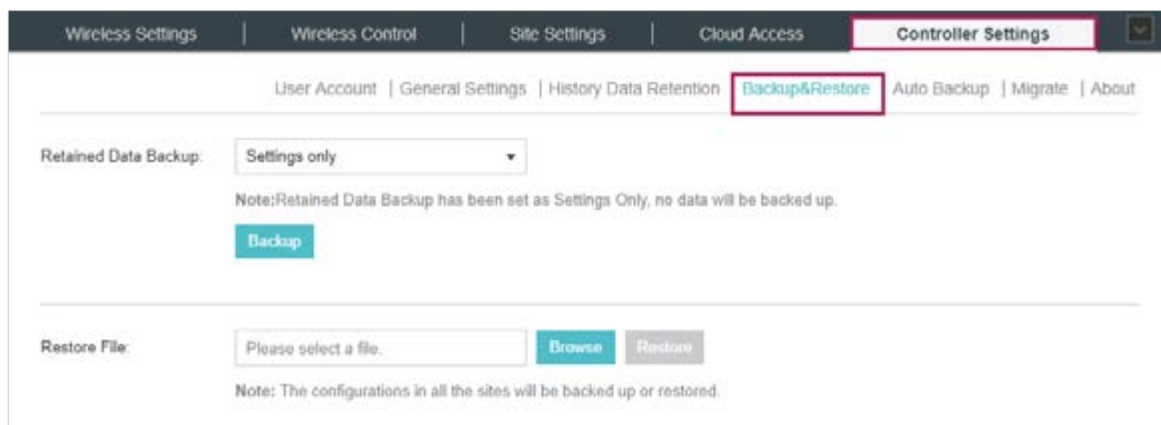 Wireless Settings | Wireless Control | Site Settings | Cloud Access Controller Settings
User Account | General Settings | History Data Retention Backup&Restore Auto Backup | Migrate | About
Retained Data Backup: Settings only
Note:Retained Data Backup has been set as Settings Only, no data will be backed up.
Backup
Restore File: Please select a file. Browse Restore
Note: The configurations in all the sites will be backed up or restored.